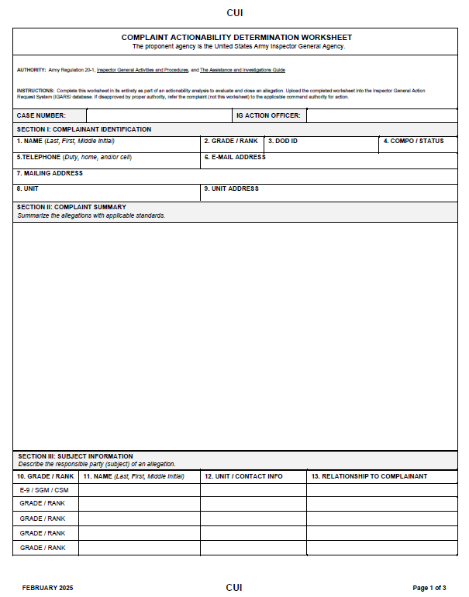 CUI
COMPLAINT ACTIONABILITY DETERMINATION WORKSHEET
The proponent agency is the United States Army Inspector General Agency.
AUTHORITY: Army Regulation 20-1, Inspector General Activities and Procedures, and The Assistance and Investigations Guide
INSTRUCTIONS: Complete this worksheet in its entirety as part of an actionability analysis to evaluate and close an allegation. Upload the completed worksheet into the Inspector General Action
Request System (IGARS) database. If disapproved by proper authority, refer the complaint (not this worksheet) to the applicable command authority for action.
CASE NUMBER: IG ACTION OFFICER:
SECTION I: COMPLAINANT IDENTIFICATION
1. NAME (Last, First, Middle Initial) 2. GRADE / RANK 3. DOD ID 4. COMPO / STATUS
5.TELEPHONE (Duty, home, and/or cell) 6. E-MAIL ADDRESS
7. MAILING ADDRESS
8. UNIT 9. UNIT ADDRESS
SECTION II: COMPLAINT SUMMARY
Summarize the allegations with applicable standards.
SECTION III: SUBJECT INFORMATION
Describe the responsible party (subject) of an allegation.
10. GRADE / RANK 11. NAME (Last, First, Middle Initial) 12. UNIT / CONTACT INFO 13. RELATIONSHIP TO COMPLAINANT
E-9 / SGM / CSM
GRADE / RANK
GRADE / RANK
GRADE / RANK
GRADE / RANK
FEBRUARY 2025 CUI Page 1 of 3